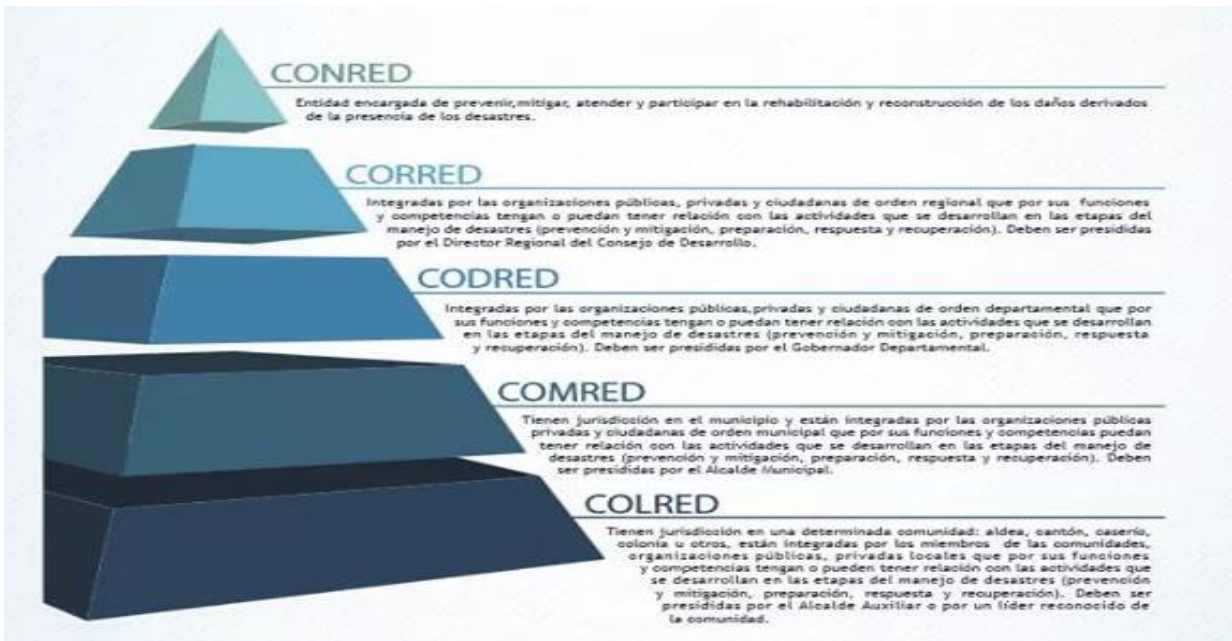 CONRED
Entidad encargada de prevenir,mitigar, atender y participar en la rehabilitación y reconstrucción de los daños derivados
de la presencia de los desastres.
CORRED
Integradas por las organizaciones públicas, privadas y ciudadanas de orden regional que por sus funciones
y competencias tengan o puedan tener relación con las actividades que se desarrollan en las etapas del
manejo de desastres (prevención y mitigación, preparación, respuesta y recuperación). Deben ser presididas
por el Director Regional del Consejo de Desarrollo.
CODRED
Integradas por las organizaciones públicas,privadas y ciudadanas de orden departamental que por
sus funciones y competencias tengan o puedan tener relación con las actividades que se desarrollan
en las etapas del manejo de desastres (prevención y mitigación, preparación, respuesta
y recuperación). Deben ser presididas por el Gobernador Departamental.
COMRED
Tienen jurisdicción en el municipio y están integradas por las organizaciones públicas
privadas y ciudadanas de orden municipal que por sus funciones y competencias puedan
tener relación con las actividades que se desarrollan en las etapas del manejo de
desastres (prevención y mitigación, preparación, respuesta y recuperación). Deben
ser presididas por el Alcalde Municipal.
COLRED
Tienen jurisdicción en una determinada comunidad: aldea, cantón, caserío,
colonia u otros, están integradas por los miembros de las comunidades,
organizaciones públicas, privadas locales que por sus funciones
y competencias tengan o pueden tener relación con las actividades que
se desarrollan en las etapas del manejo de desastres (prevención
y mitigación, preparación, respuesta y recuperación). Deben ser
presididas por el Alcalde Auxiliar o por un líder reconocido de
la comunidad.